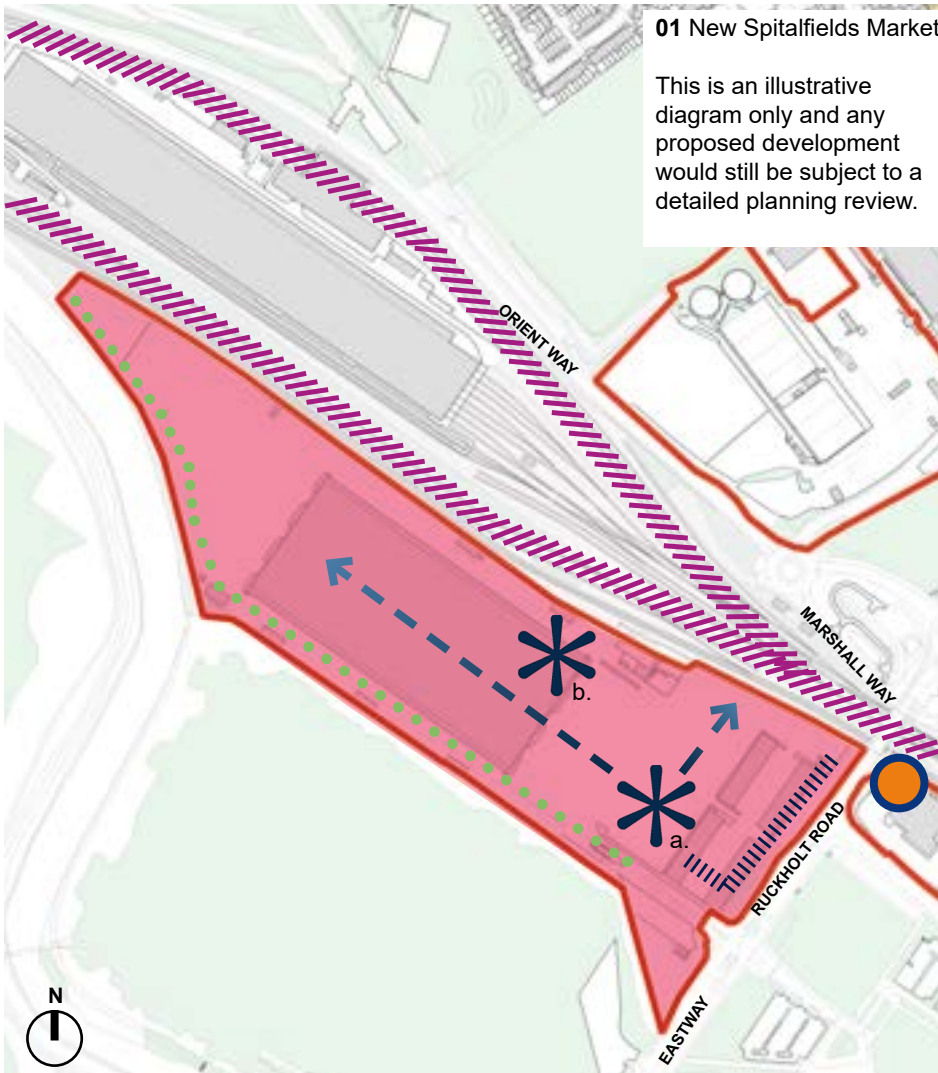 01 New Spitalfields Market
This is an illustrative
diagram only and any
proposed development
would still be subject to a
detailed planning review.
ORIENT WAY
MARSHALL WAY
b.
a.
RUCKHOLT ROAD
EASTWAY
N